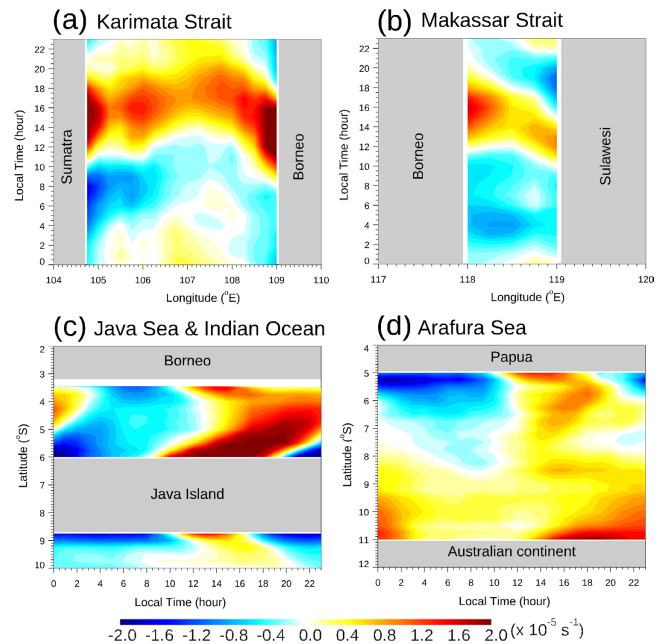 (a) Karimata Strait
(b) Makassar Strait
22
20
18
16
14
12
10
8
6
4
2
0
Local Time (hour)
Sumatra
Borneo
104 105 106 107 108 109 110
Longitude (°E)
22
20
18
16
14
12
10
8
6
4
2
0
Local Time (hour)
Borneo
Sulawesi
117 118 119 120
Longitude (°E)
(c) Java Sea & Indian Ocean
(d) Arafura Sea
2
3
4
5
6
7
8
9
10
Latitude (°S)
Borneo
Java Island
0 2 4 6 8 10 12 14 16 18 20 22
Local Time (hour)
4
5
6
7
8
9
10
11
12
Latitude (°S)
Papua
Australian continent
0 2 4 6 8 10 12 14 16 18 20 22
Local Time (hour)
-2.0 -1.6 -1.2 -0.8 -0.4 0.0 0.4 0.8 1.2 1.6 2.0 (x 10⁻⁵ s⁻¹)